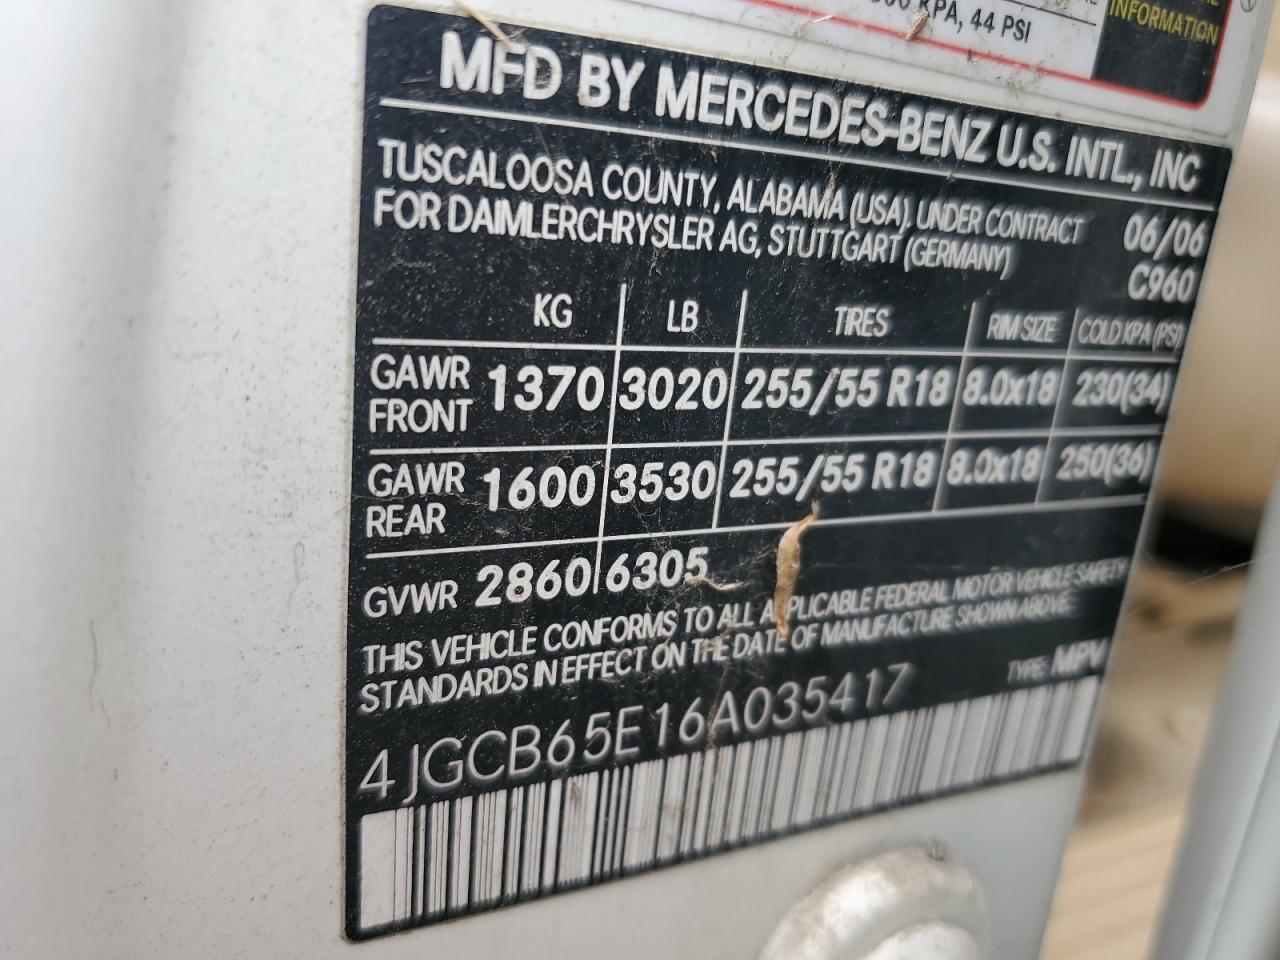 KPA, 44 PSI
INFORMATION
MFD BY MERCEDES-BENZ U.S. INTL., INC
TUSCALOOSA COUNTY, ALABAMA (USA). UNDER CONTRACT
FOR DAIMLERCHRYSLER AG, STUTTGART (GERMANY)
06/06
C960
KG LB TIRES RIM SIZE COLD KPA (PSI)
GAWR FRONT 1370 3020 255/55 R18 8.0x18 230(34)
GAWR REAR 1600 3530 255/55 R18 8.0x18 250(36)
GVWR 2860 6305
THIS VEHICLE CONFORMS TO ALL APPLICABLE FEDERAL MOTOR VEHICLE SAFETY
STANDARDS IN EFFECT ON THE DATE OF MANUFACTURE SHOWN ABOVE.
4JGCB65E16A035417 TYPE: MPV